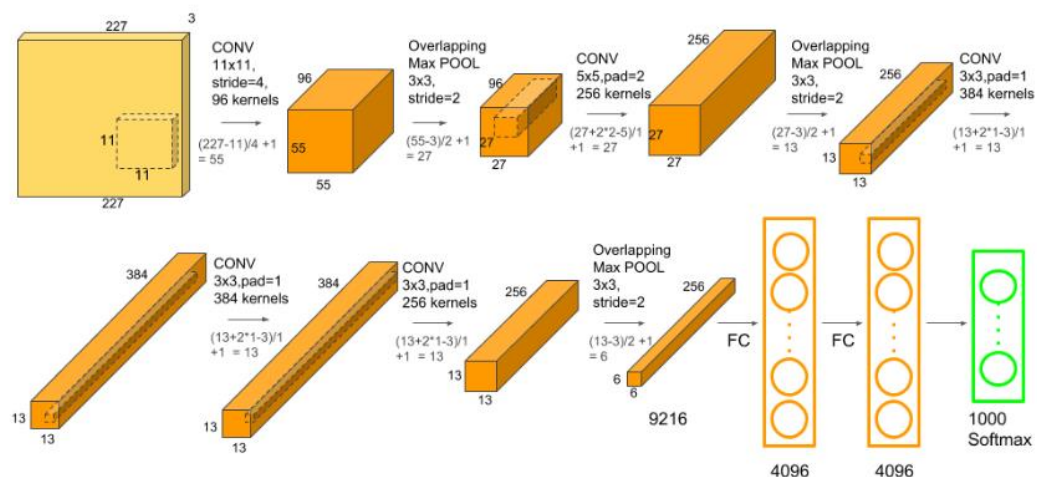 227
3
11
11
227
CONV
11x11,
stride=4,
96 kernels
(227-11)/4 +1
= 55
96
55
55
Overlapping
Max POOL
3x3,
stride=2
(55-3)/2 +1
= 27
96
27
27
CONV
5x5,pad=2
256 kernels
(27+2*2-5)/1
+1 = 27
256
27
27
Overlapping
Max POOL
3x3,
stride=2
(27-3)/2 +1
= 13
256
13
13
CONV
3x3,pad=1
384 kernels
(13+2*1-3)/1
+1 = 13
384
13
13
CONV
3x3,pad=1
384 kernels
(13+2*1-3)/1
+1 = 13
384
13
13
CONV
3x3,pad=1
256 kernels
(13+2*1-3)/1
+1 = 13
256
13
13
Overlapping
Max POOL
3x3,
stride=2
(13-3)/2 +1
= 6
256
6
6
9216
FC
4096
FC
4096
1000
Softmax